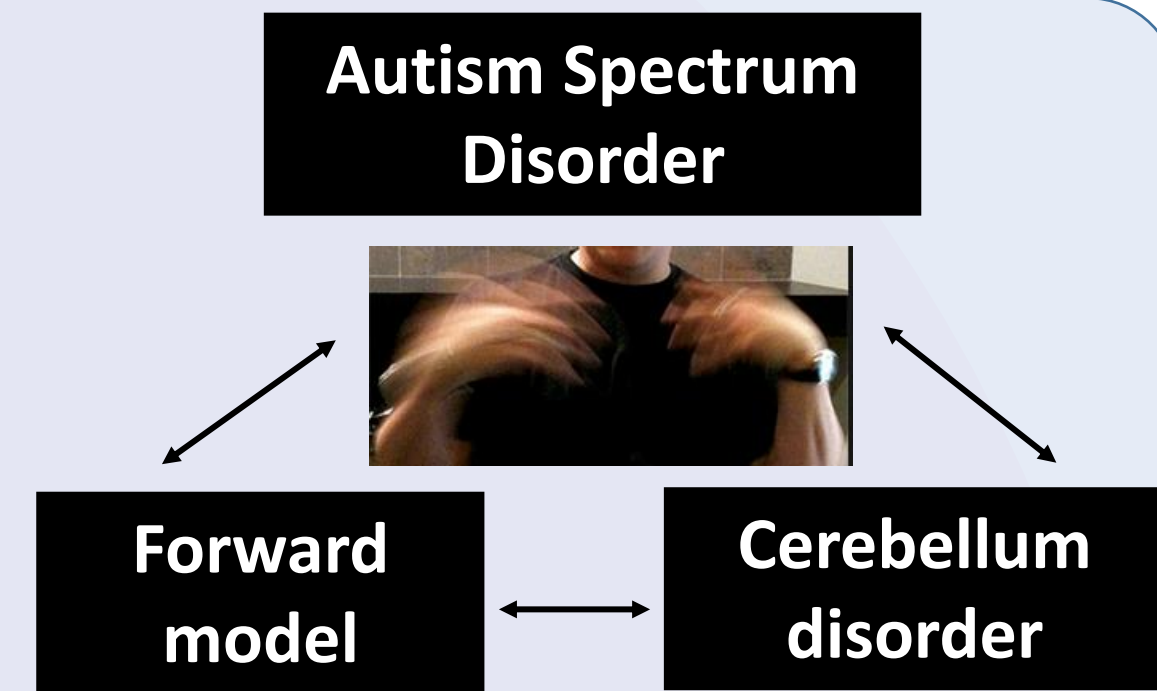 Autism Spectrum
Disorder
Forward
model
Cerebellum
disorder